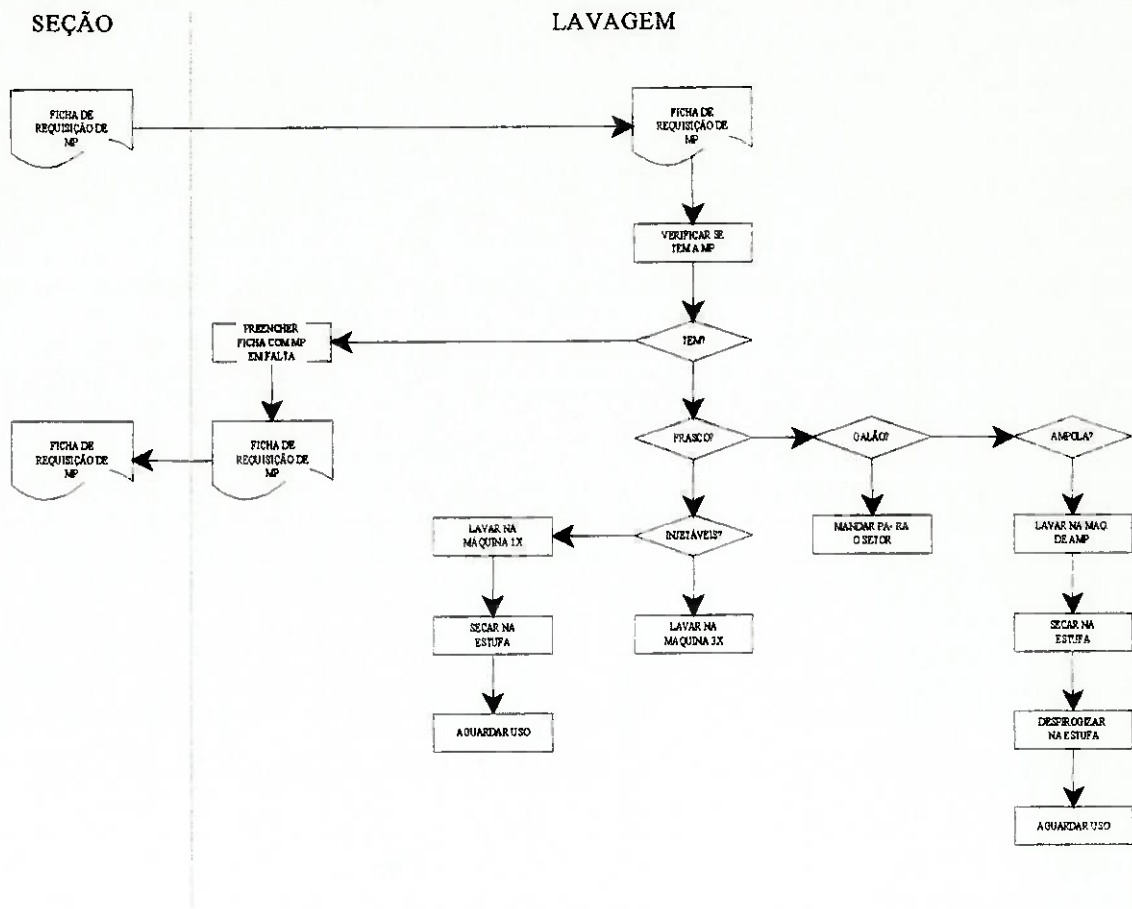 SEÇÃO
LAVAGEM
FICHA DE
REQUISIÇÃO DE
MP
FICHA DE
REQUISIÇÃO DE
MP
VERIFICAR SE
TEM A MP
PREENCHER
FICHA COM MP
EM FALTA
TEM?
FICHA DE
REQUISIÇÃO DE
MP
FICHA DE
REQUISIÇÃO DE
MP
FRASCO?
GALÃO?
AMPOLA?
LAVAR NA
MAQUINA 1X
INJETÁVEIS?
MANDAR PA- RA
O SETOR
LAVAR NA MAQ.
DE AMP
SECAR NA
ESTUFA
LAVAR NA
MAQUINA 3X
SECAR NA
ESTUFA
AGUARDAR USO
DESPIROGIZAR
NA ESTUFA
AGUARDAR USO